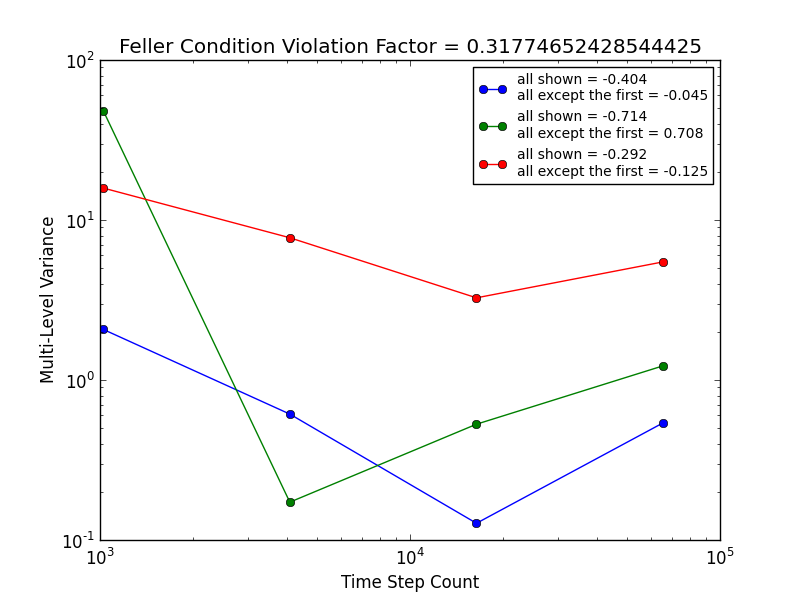 Feller Condition Violation Factor = 0.31774652428544425
10^2
all shown = -0.404
all except the first = -0.045
all shown = -0.714
all except the first = 0.708
all shown = -0.292
all except the first = -0.125
10^1
Multi-Level Variance
10^0
10^-1
10^3
10^4
10^5
Time Step Count